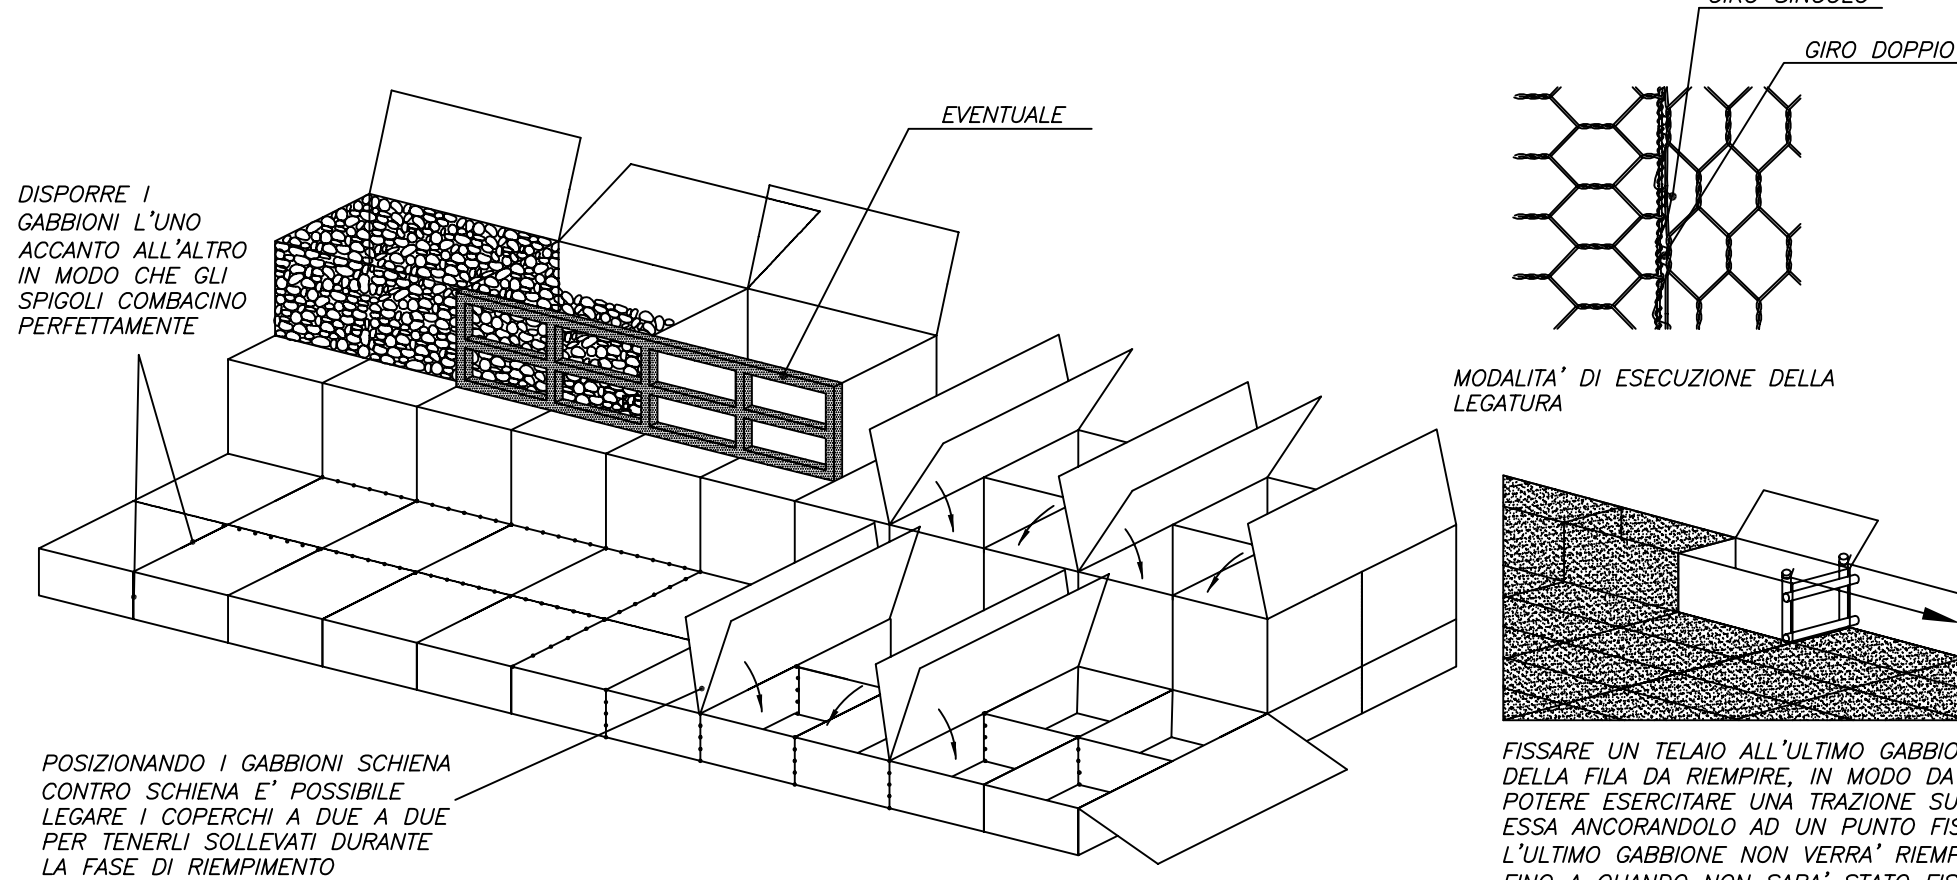 GIRO DOPPIO
EVENTUALE
DISPORRE I
GABBIONI L'UNO
ACCANTO ALL'ALTRO
IN MODO CHE GLI
SPIGOLI COMBACINO
PERFETTAMENTE
MODALITA' DI ESECUZIONE DELLA
LEGATURA
POSIZIONANDO I GABBIONI SCHIENA
CONTRO SCHIENA E' POSSIBILE
LEGARE I COPERCHI A DUE A DUE
PER TENERLI SOLLEVATI DURANTE
LA FASE DI RIEMPIMENTO
FISSARE UN TELAIO ALL'ULTIMO
DELLA FILA DA RIEMPIRE, IN MODO DA
POTERE ESERCITARE UNA TRAZIONE SU
ESSA ANCORANDOLO AD UN PUNTO
L'ULTIMO GABBIONE NON VERRA'